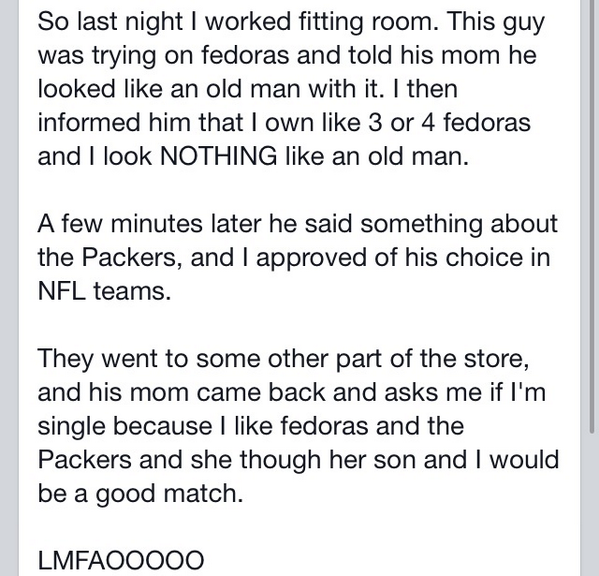 So last night I worked fitting room. This guy
was trying on fedoras and told his mom he
looked like an old man with it. I then
informed him that I own like 3 or 4 fedoras
and I look NOTHING like an old man.
A few minutes later he said something about
the Packers, and I approved of his choice in
NFL teams.
They went to some other part of the store,
and his mom came back and asks me if I'm
single because I like fedoras and the
Packers and she though her son and I would
be a good match.
LMFAOOOOO